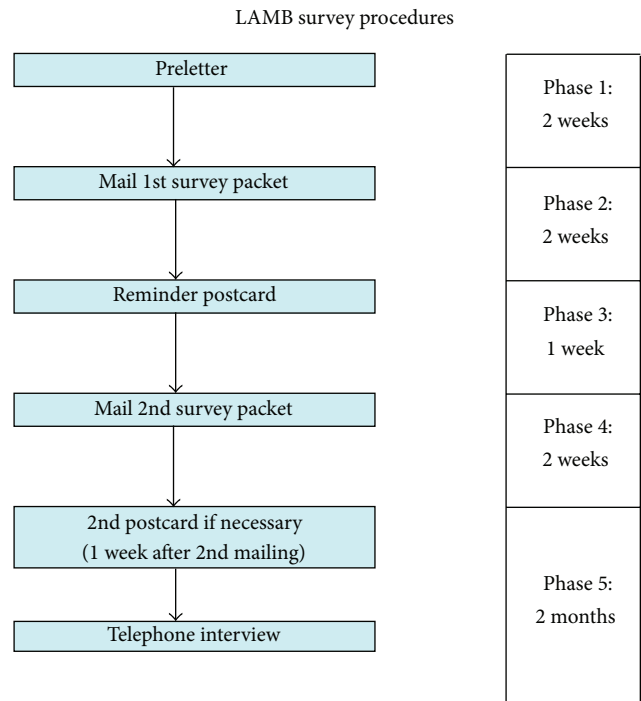 LAMB survey procedures
Preletter
Mail 1st survey packet
Reminder postcard
Mail 2nd survey packet
2nd postcard if necessary
(1 week after 2nd mailing)
Telephone interview
Phase 1:
2 weeks
Phase 2:
2 weeks
Phase 3:
1 week
Phase 4:
2 weeks
Phase 5:
2 months